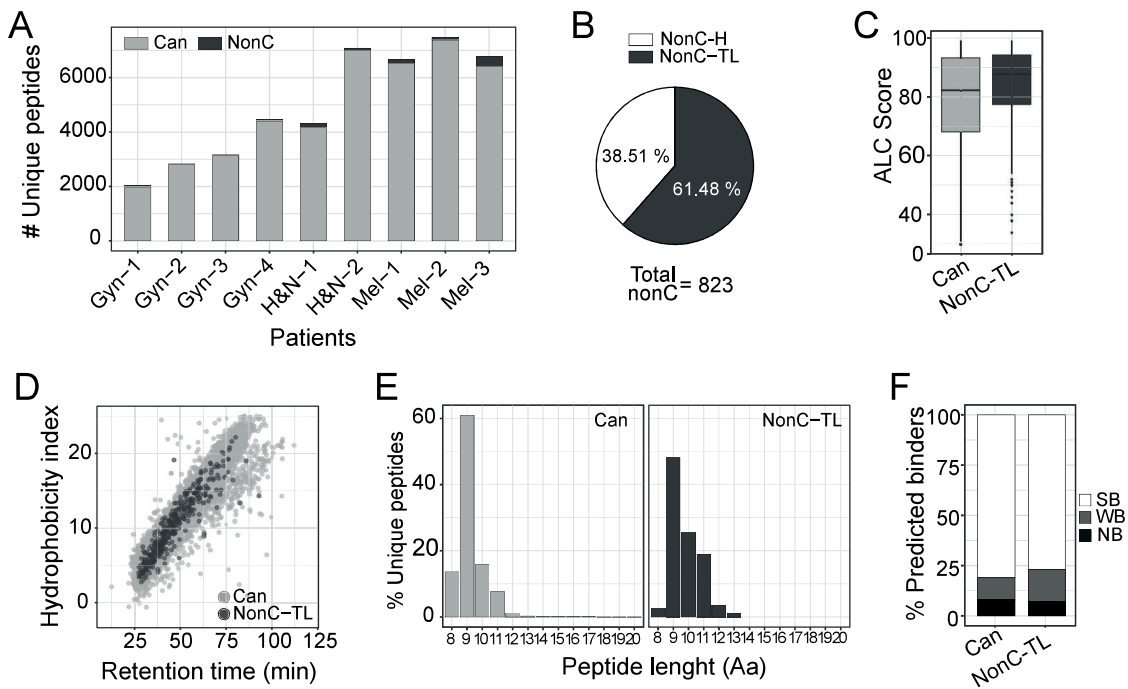 A
Can NonC
# Unique peptides
6000
4000
2000
0
Gyn−1
Gyn−2
Gyn−3
Gyn−4
H&N−1
H&N−2
Mel−1
Mel−2
Mel−3
Patients
B
NonC-H
NonC−TL
38.51 %
61.48 %
Total
nonC = 823
C
ALC Score
100
80
60
40
0
Can
NonC-TL
D
Hydrophobicity index
20
10
0
Can
NonC−TL
25 50 75 100 125
Retention time (min)
E
% Unique peptides
60
40
20
0
Can
NonC−TL
8 9 10 11 12 13 14 15 16 17 18 19 20
8 9 10 11 12 13 14 15 16 17 18 19 20
Peptide lenght (Aa)
F
% Predicted binders
100
75
50
25
0
SB
WB
NB
Can
NonC−TL